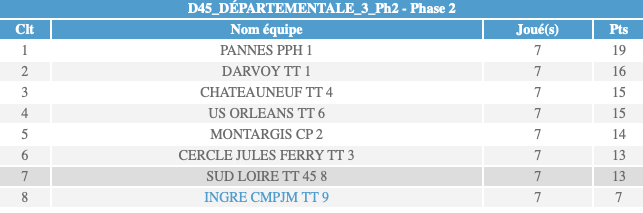 D45_DÉPARTEMENTALE_3_Ph2 - Phase 2
Clt Nom équipe Joué(s) Pts
1 PANNES PPH 1 7 19
2 DARVOY TT 1 7 16
3 CHATEAUNEUF TT 4 7 15
4 US ORLEANS TT 6 7 15
5 MONTARGIS CP 2 7 14
6 CERCLE JULES FERRY TT 3 7 13
7 SUD LOIRE TT 45 8 7 13
8 INGRE CMPJM TT 9 7 7